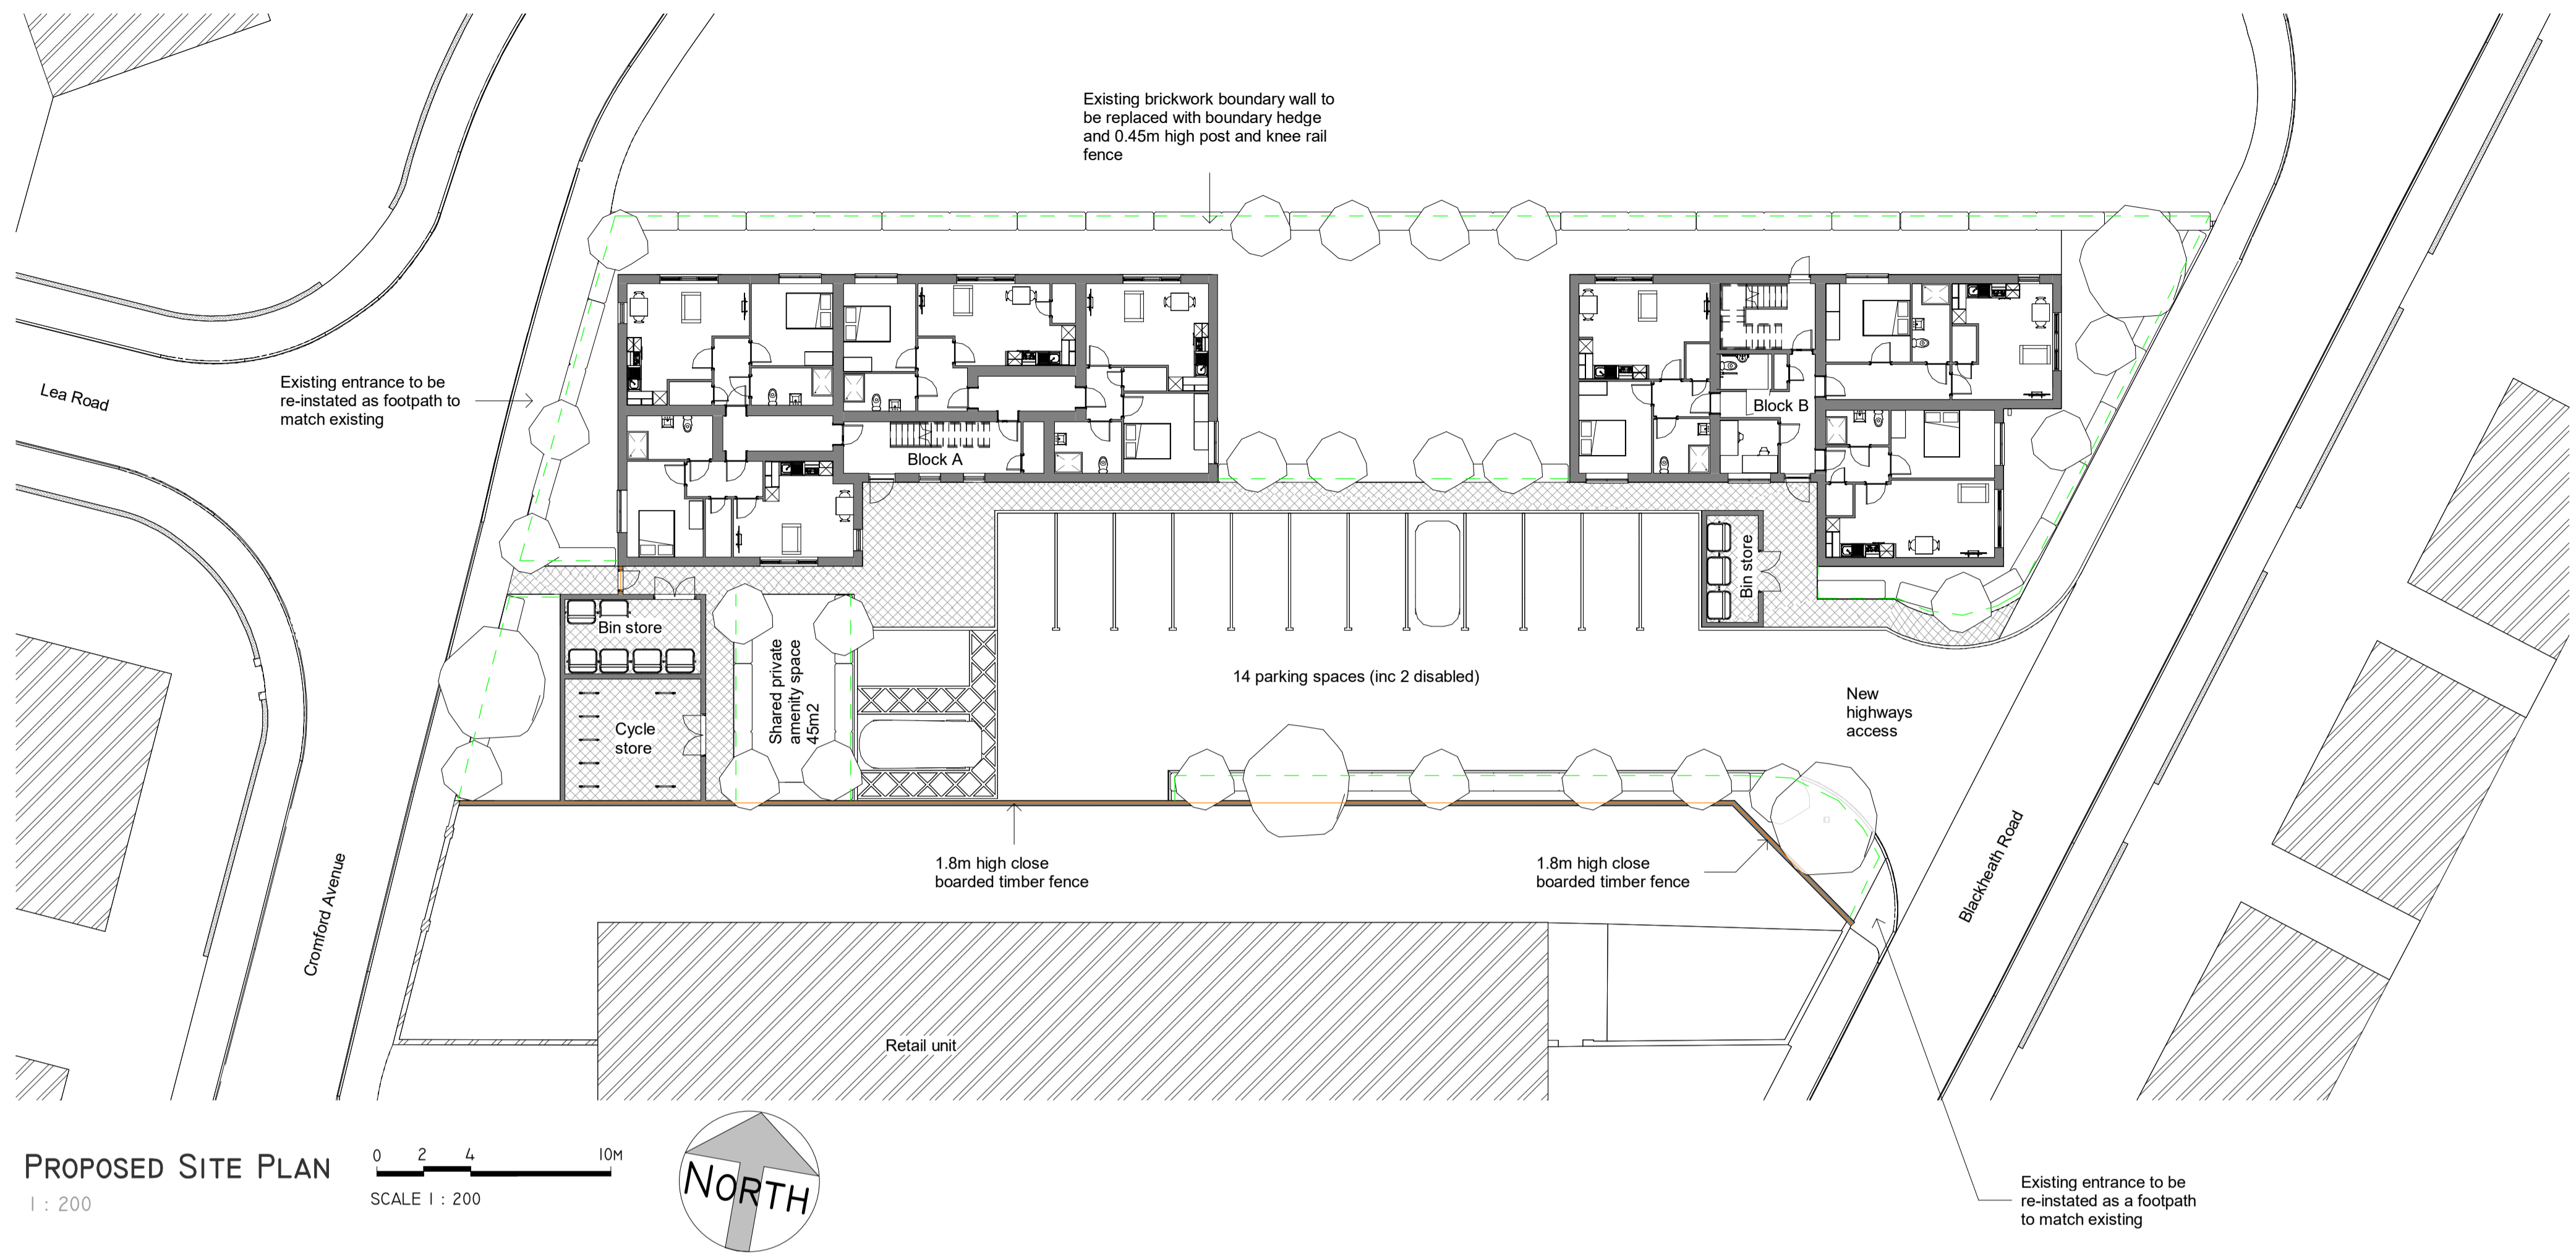 Existing brickwork boundary wall to
be replaced with boundary hedge
and 0.45m high post and knee rail
fence
Existing entrance to be
re-instated as footpath to
match existing
Lea Road
Block A
Block B
Bin store
Bin store
Cycle
store
Shared private
amenity space
45m2
14 parking spaces (inc 2 disabled)
New
highways
access
1.8m high close
boarded timber fence
1.8m high close
boarded timber fence
Cromford Avenue
Blackheath Road
Retail unit
PROPOSED SITE PLAN
1 : 200
0 2 4 10M
SCALE 1 : 200
NORTH
Existing entrance to be
re-instated as a footpath
to match existing